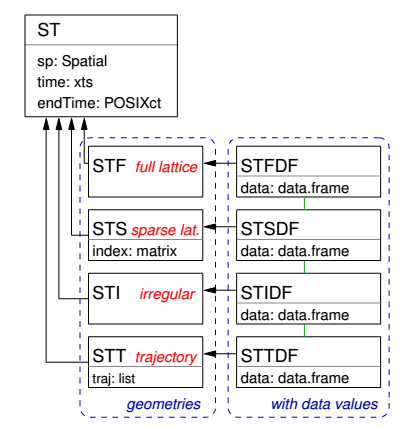 ST
sp: Spatial
time: xts
endTime: POSIXct
STF full lattice
STFDF
data: data.frame
STS sparse lat.
index: matrix
STSDF
data: data.frame
STI irregular
STIDF
data: data.frame
STT trajectory
traj: list
STTDF
data: data.frame
geometries
with data values